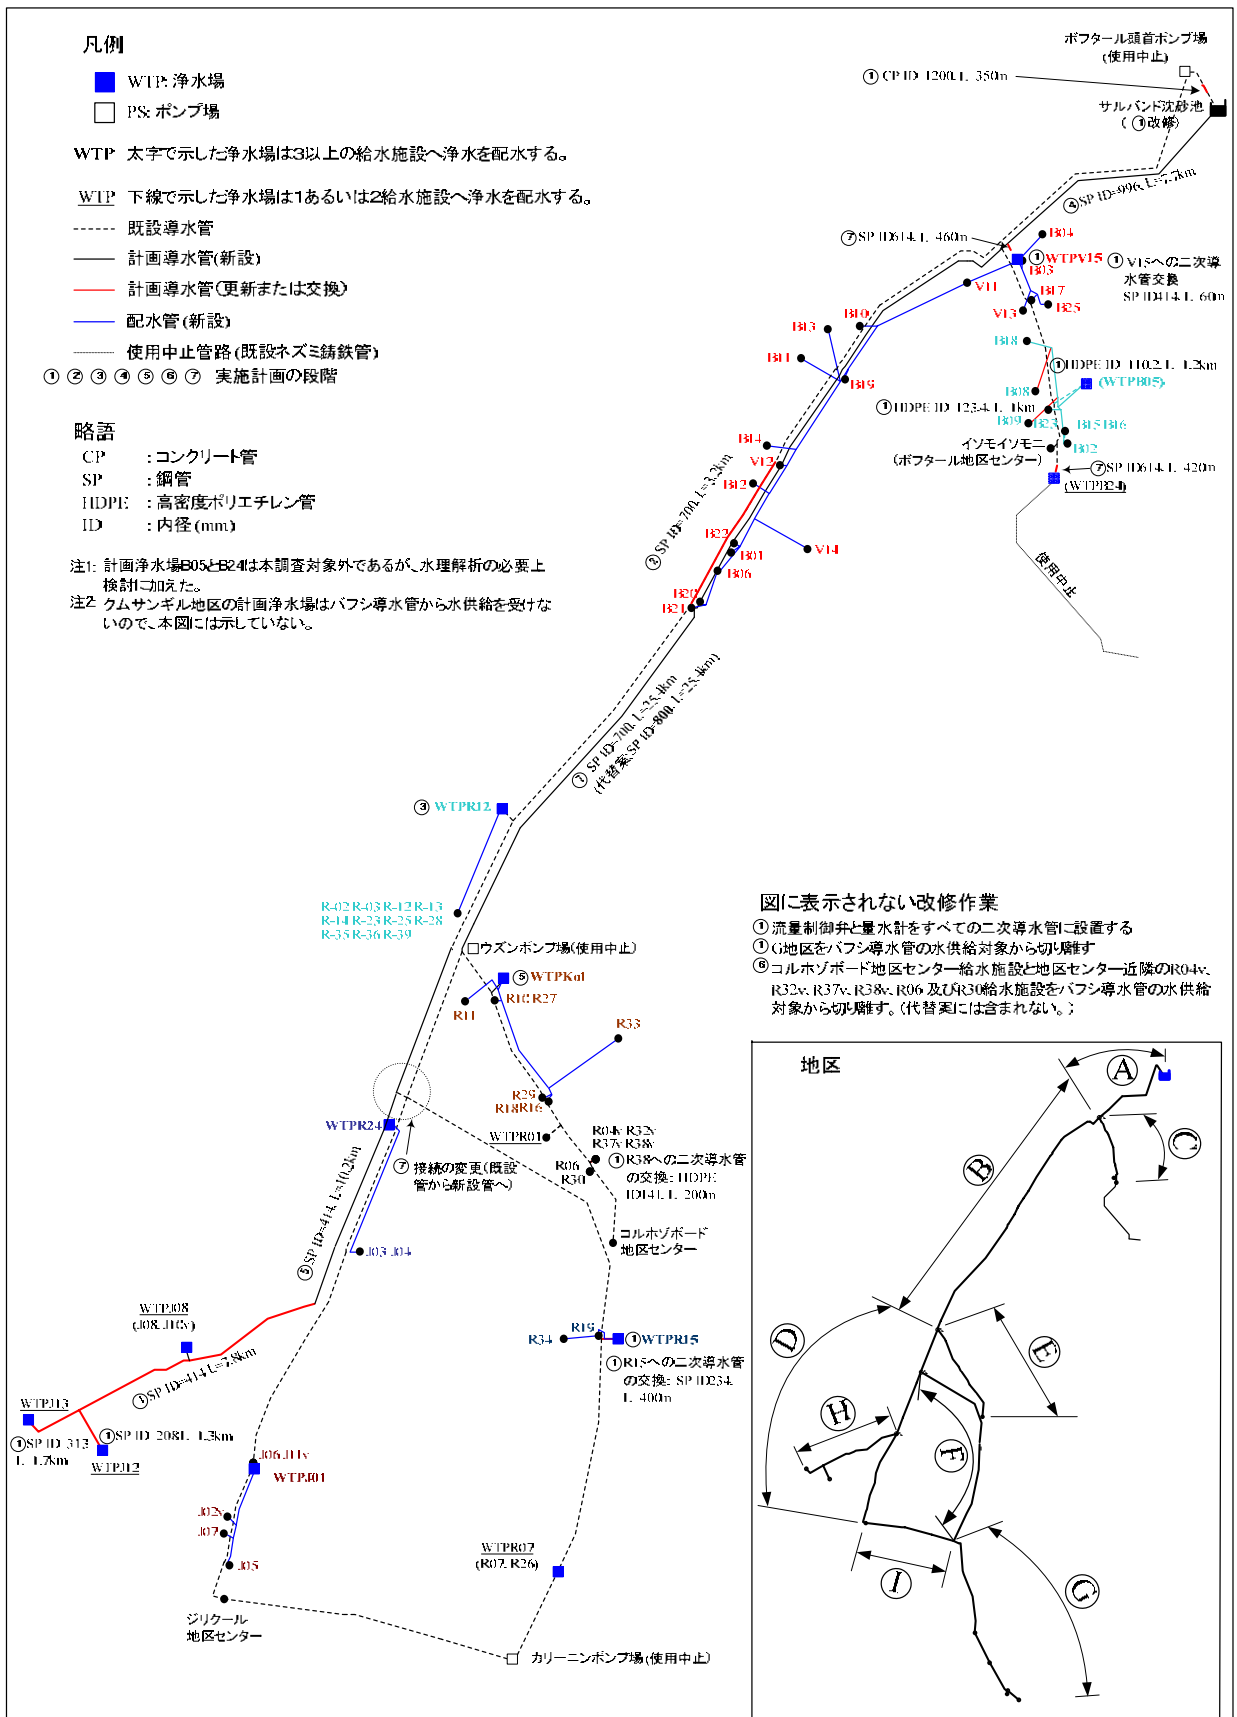 凡例
WTP: 浄水場
PS: ポンプ場
WTP 太字で示した浄水場は3以上の給水施設へ浄水を配水する。
WTP 下線で示した浄水場は1あるいは2給水施設へ浄水を配水する。
既設導水管
計画導水管(新設)
計画導水管(更新または交換)
配水管(新設)
使用中止管路(既設ネズミ鋳鉄管)
① ② ③ ④ ⑤ ⑥ ⑦ 実施計画の段階
略語
CP : コンクリート管
SP : 鋼管
HDPE : 高密度ポリエチレン管
ID : 内径(mm)
注1: 計画浄水場B05とB24は本調査対象外であるが、水理解析の必要上
検討に加えた。
注2: クムサンギル地区の計画浄水場はバフシ導水管から水供給を受けな
いので、本図には示していない。
ボフタール頭首ポンプ場
(使用中止)
① CP ID 1200, L 350m
サルバンド沈砂池
(①改修)
④SP ID=996, L=7.7km
⑦SP ID614, L 460m
B04
①WTPV15
B03
① V15への二次導
水管交換
SP ID414, L 60m
V11
B17
B25
V13
B10
B13
B11
B19
B18
①HDPE ID 110.2, L 1.2km
(WTPB05)
B08
①HDPE ID 123.4, L 1km
B09
B23
B15 B16
B02
イソモイソモニ
(ボフタール地区センター)
⑦SP ID614, L 420m
(WTPB24)
使用中止
B14
V12
B12
②SP ID=700, L=3.2km
B22
B01
V14
B06
B20
B21
SP ID=700, L=25.4km
(代替案:SP ID=800, L=25.4km)
③ WTPR12
R-02 R-03 R-12 R-13
R-14 R-23 R-25 R-28
R-35 R-36 R-39
ウズンポンプ場(使用中止)
⑤WTPKol
R11
R27
R33
R29
R18 R16
WTPR01
R04v R32v
R37v R38v
R06
R30
①R38への二次導水管
の交換: HDPE
ID141, L 200m
コルホゾボード
地区センター
WTPR24
⑦ 接続の変更(既設
管から新設管へ)
⑤SP ID=414, L=10.2km
J03 J04
WTPJ08
(J08, J10v)
SP ID=414, L=7.8km
WTPJ13
①SP ID 313
L 1.7km
①SP ID 208 L 1.3km
WTPJ12
J06 J11v
WTPJ01
J02v
J07
J05
ジリクール
地区センター
R34
R19
①WTPR15
①R15への二次導水管
の交換: SP ID234,
L 400m
WTPR07
(R07, R26)
カリーニンポンプ場(使用中止)
図に表示されない改修作業
①流量制御弁と量水計をすべての二次導水管に設置する
①G地区をバフシ導水管の水供給対象から切り離す
⑥コルホゾボード地区センター給水施設と地区センター近隣のR04v、
R32v、R37v、R38v、R06 及びR30給水施設をバフシ導水管の水供給
対象から切り離す。(代替案には含まれない。)
地区
A
B
C
D
E
H
F
I
G